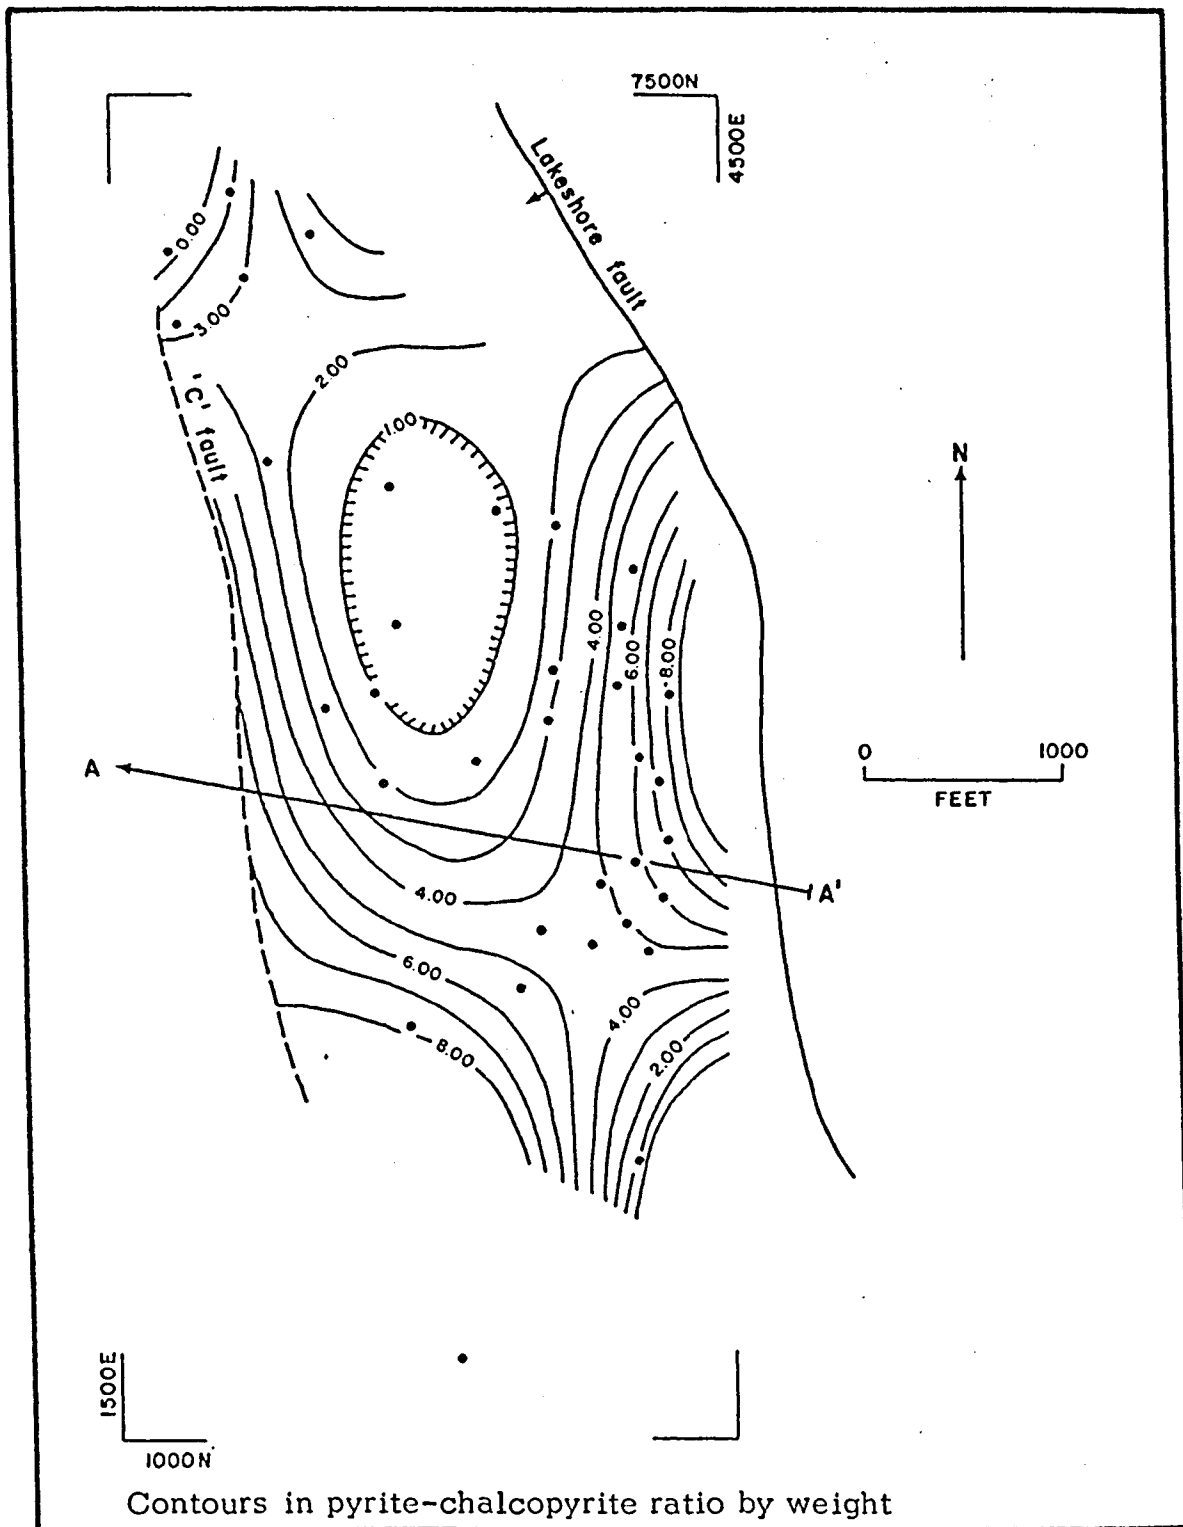 7500N
4500E
Lakeshore fault
0.00
3.00
2.00
'C' fault
1.00
N
4.00
6.00
8.00
0 1000
FEET
A
A'
4.00
6.00
4.00
8.00
2.00
1500E
1000N
Contours in pyrite-chalcopyrite ratio by weight